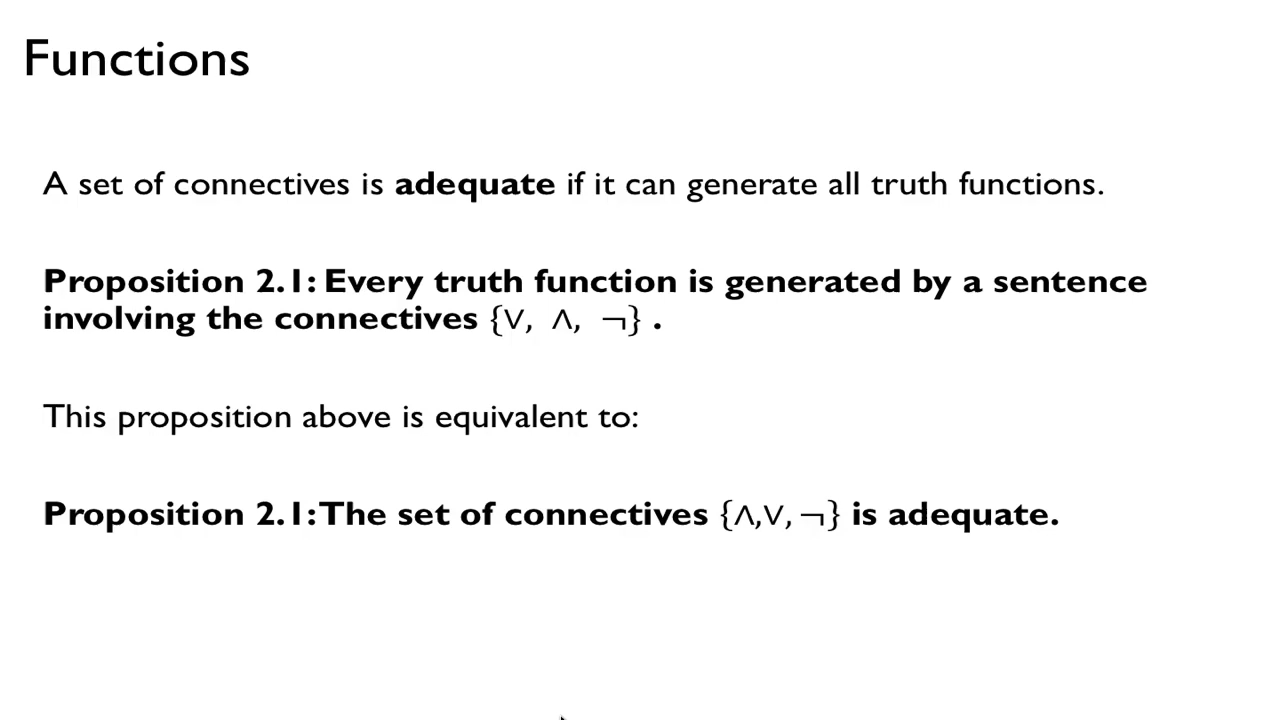 Functions
A set of connectives is adequate if it can generate all truth functions.
Proposition 2.1: Every truth function is generated by a sentence
involving the connectives {∨, ∧, ¬} .
This proposition above is equivalent to:
Proposition 2.1: The set of connectives {∧,∨, ¬} is adequate.